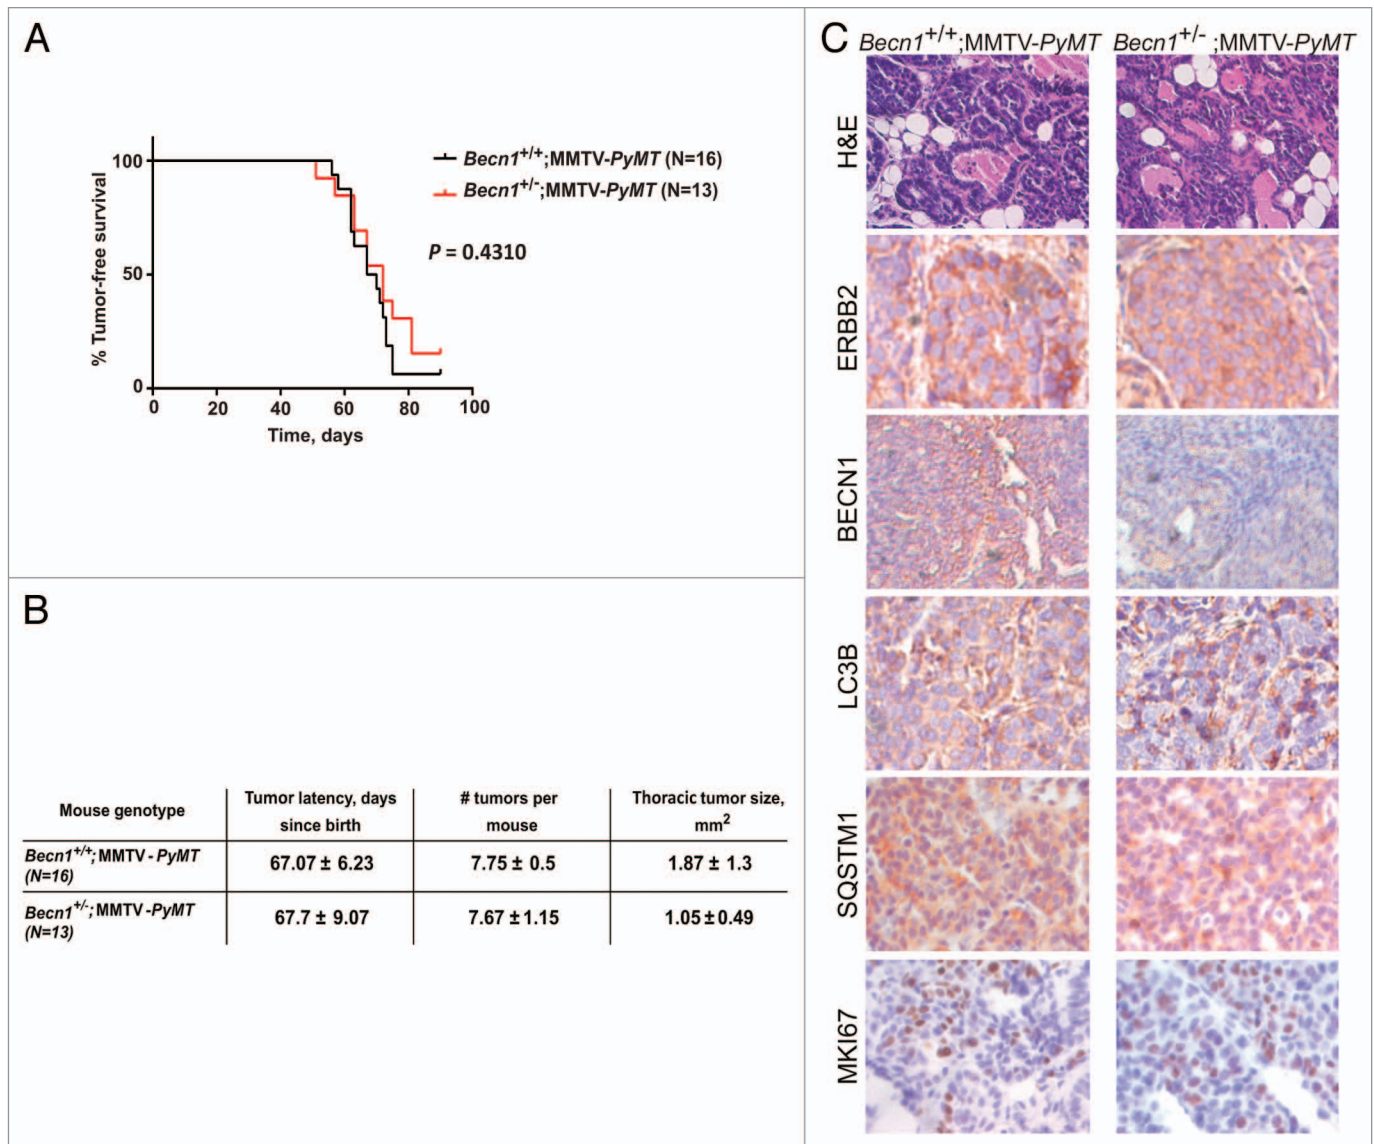 A
100
50
0
% Tumor-free survival
0 20 40 60 80 100
Time, days
Becn1+/+;MMTV-PyMT (N=16)
Becn1+/-;MMTV-PyMT (N=13)
P = 0.4310
B
Mouse genotype
Tumor latency, days
since birth
# tumors per
mouse
Thoracic tumor size,
mm2
Becn1+/+; MMTV - PyMT
(N=16)
67.07 ± 6.23
7.75 ± 0.5
1.87 ± 1.3
Becn1+/-; MMTV -PyMT
(N=13)
67.7 ± 9.07
7.67 ±1.15
1.05±0.49
C
Becn1+/+;MMTV-PyMT
Becn1+/- ;MMTV-PyMT
H&E
ERBB2
BECN1
LC3B
SQSTM1
MKI67